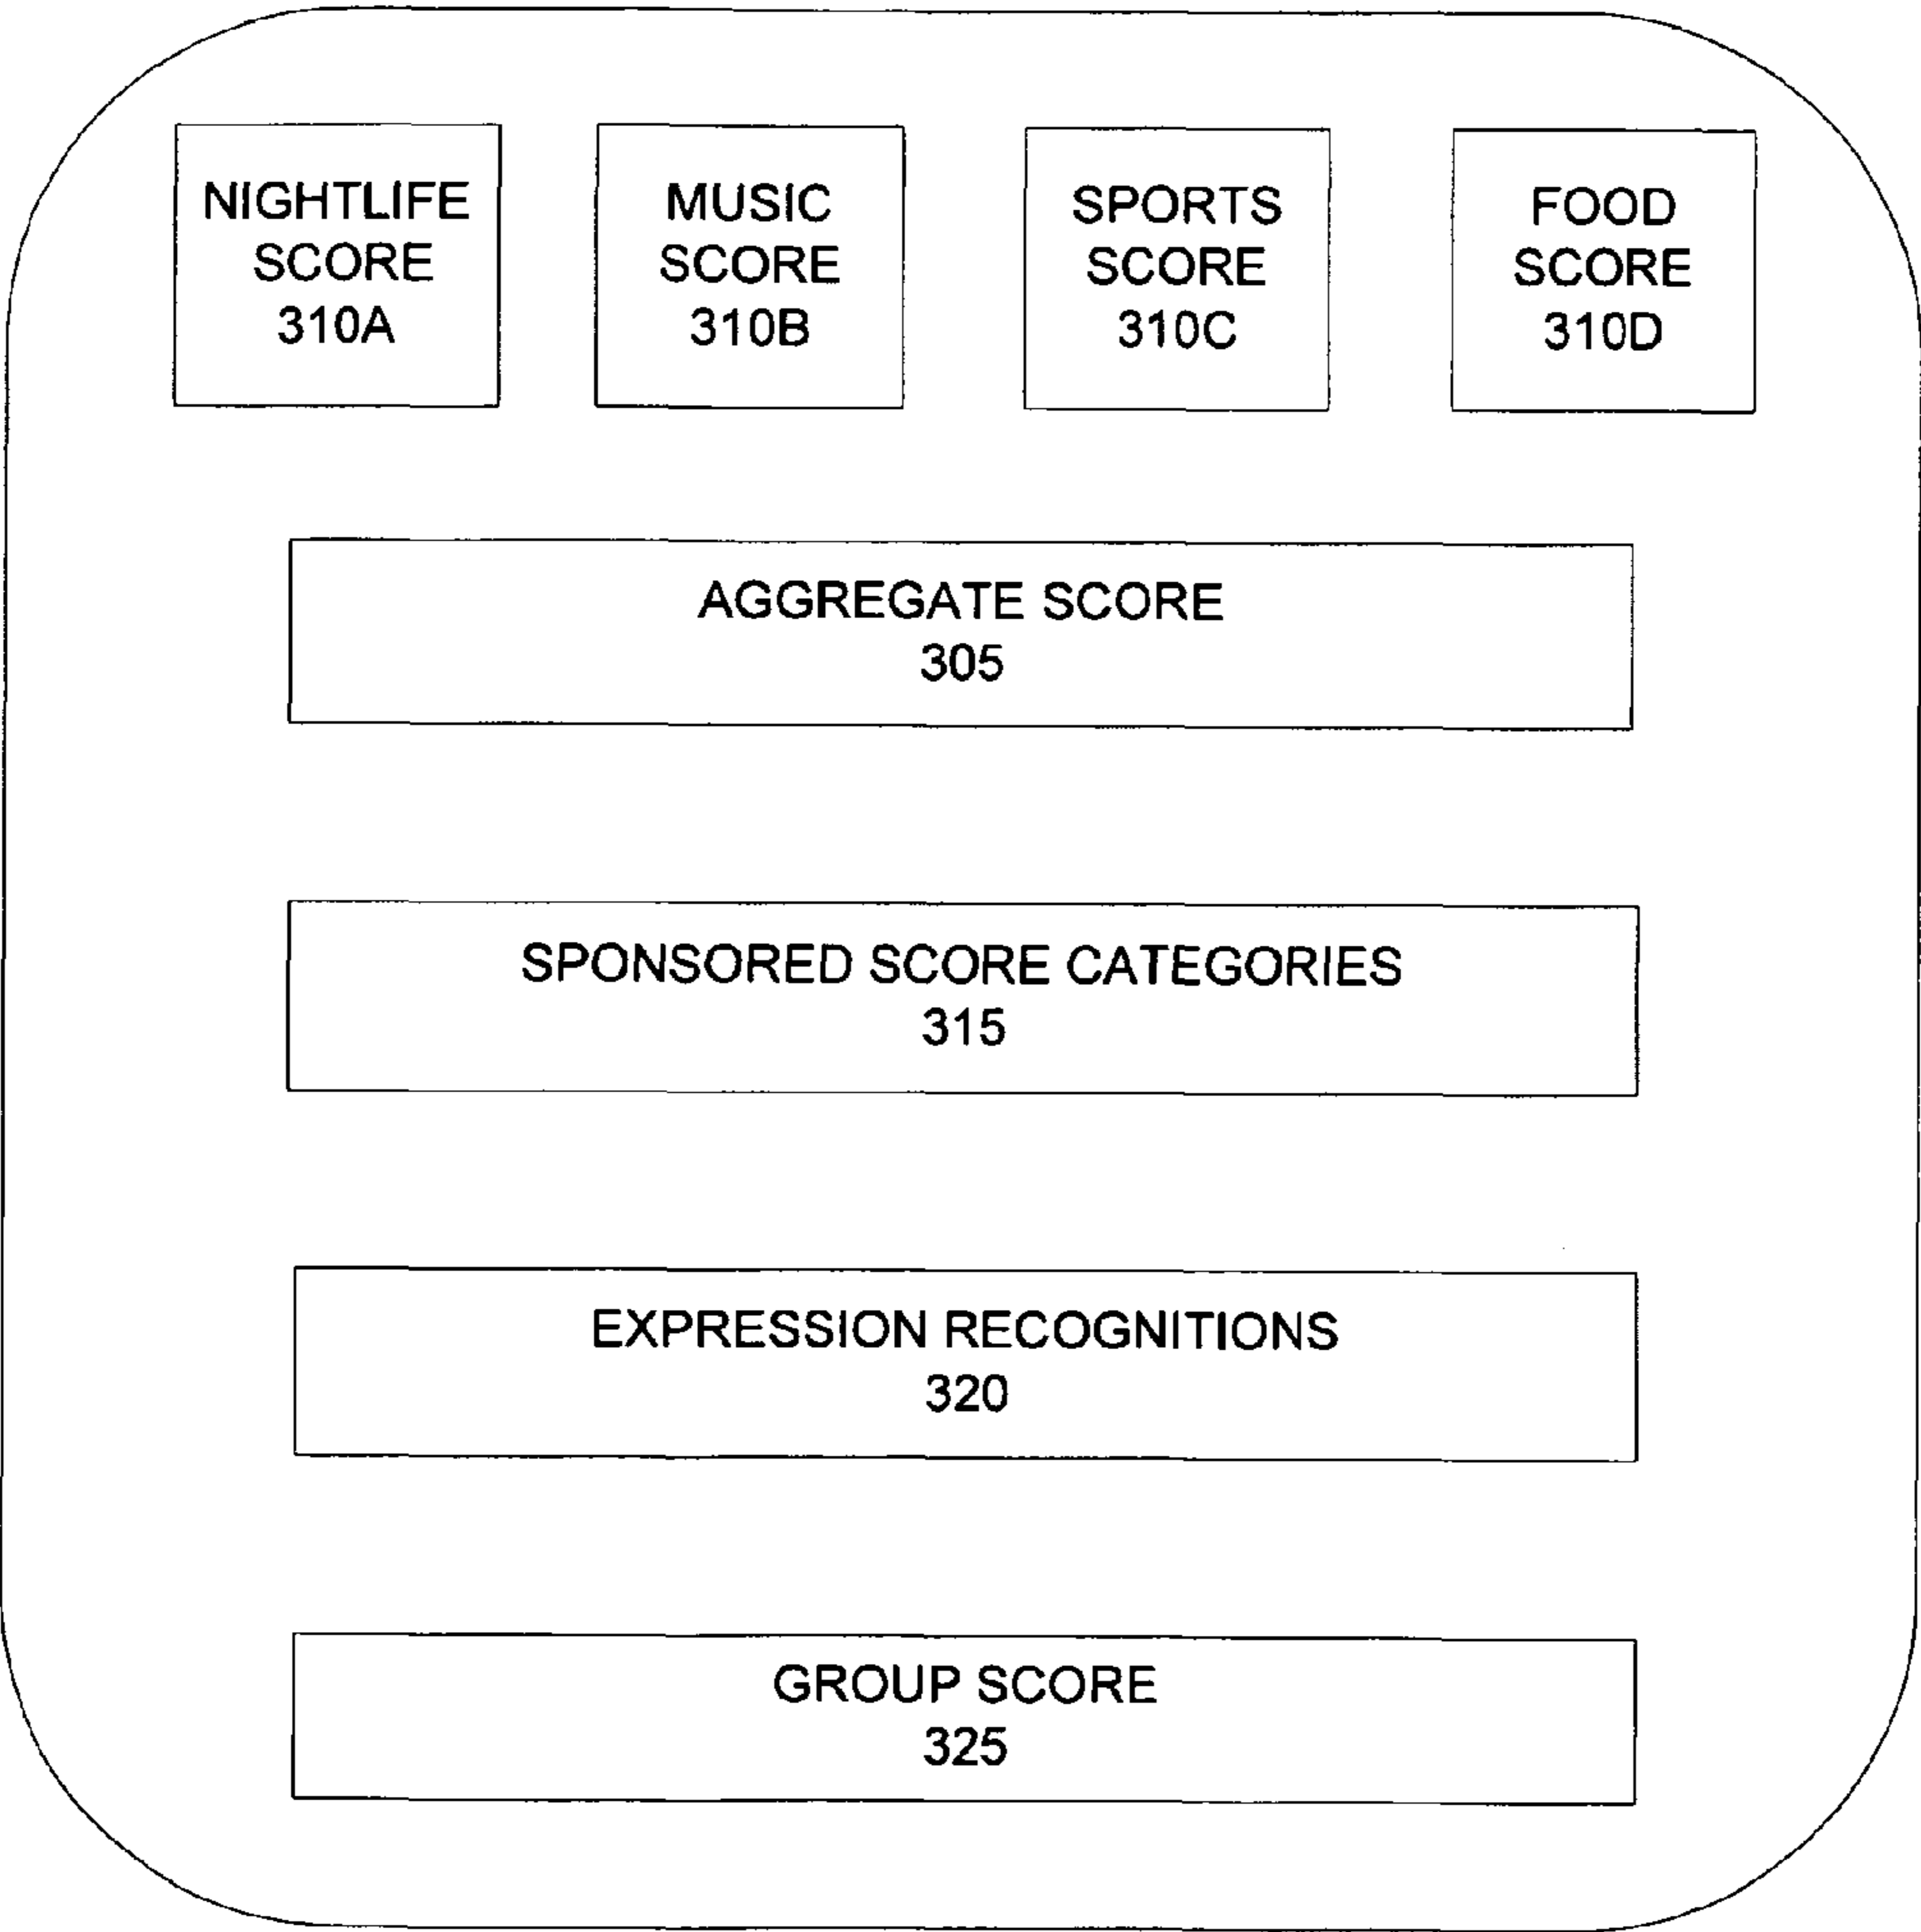 NIGHTLIFE
SCORE
310A
MUSIC
SCORE
310B
SPORTS
SCORE
310C
FOOD
SCORE
310D
AGGREGATE SCORE
305
SPONSORED SCORE CATEGORIES
315
EXPRESSION RECOGNITIONS
320
GROUP SCORE
325